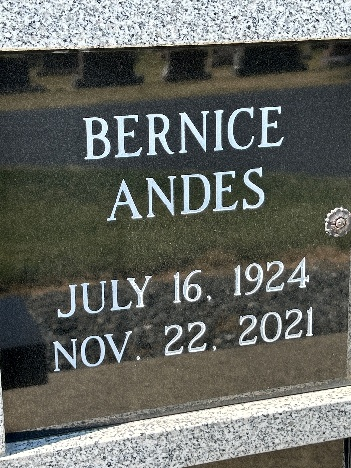 BERNICE
ANDES
JULY 16, 1924
NOV. 22, 2021